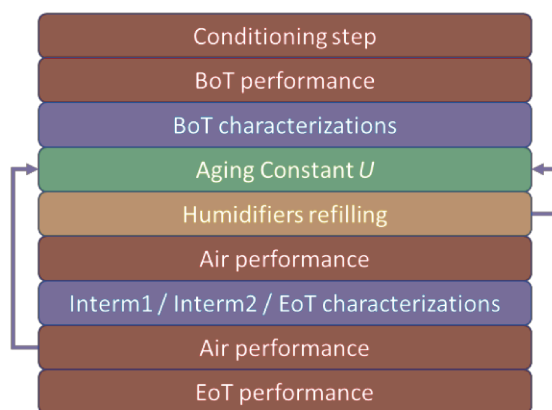 Conditioning step
BoT performance
BoT characterizations
Aging Constant U
Humidifiers refilling
Air performance
Interm1 / Interm2 / EoT characterizations
Air performance
EoT performance